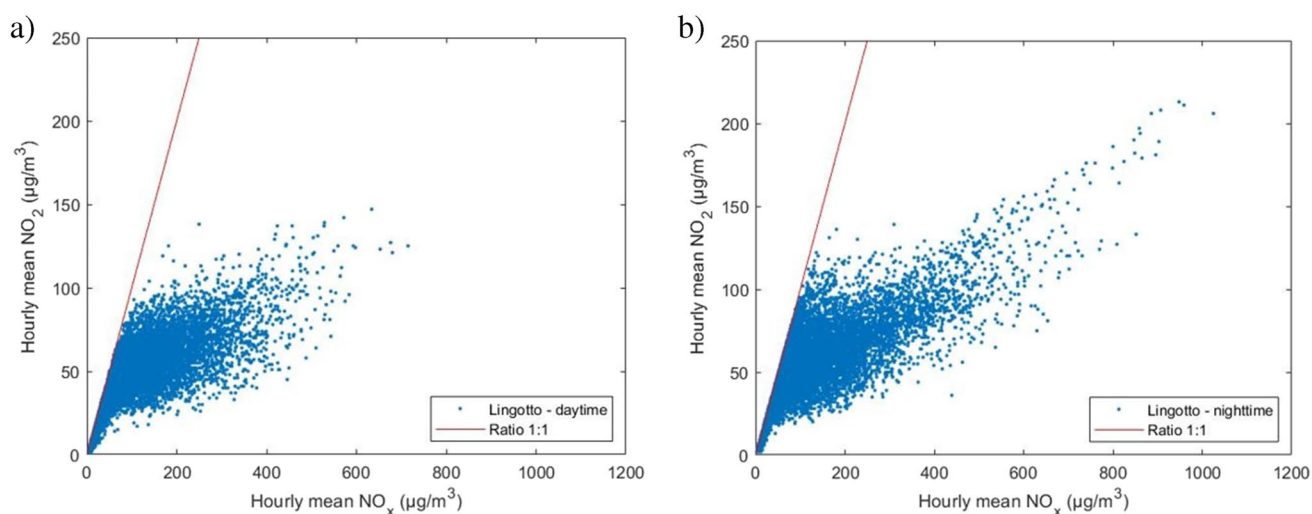 a)
250
200
150
100
50
0
Hourly mean NO₂ (µg/m³)
Lingotto - daytime
Ratio 1:1
0 200 400 600 800 1000 1200
Hourly mean NOₓ (µg/m³)
b)
250
200
150
100
50
0
Hourly mean NO₂ (µg/m³)
Lingotto - nighttime
Ratio 1:1
0 200 400 600 800 1000 1200
Hourly mean NOₓ (µg/m³)